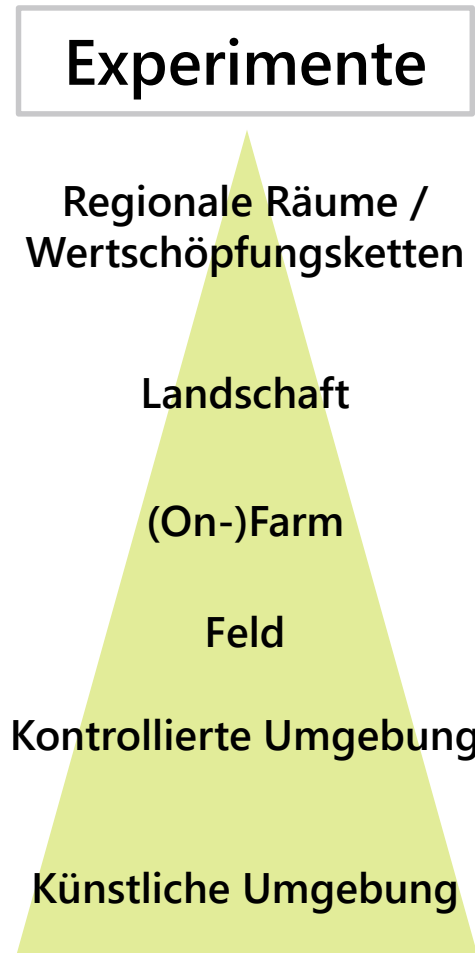 Experimente
Regionale Räume /
Wertschöpfungsketten
Landschaft
(On-)Farm
Feld
Kontrollierte Umgebung
Künstliche Umgebung